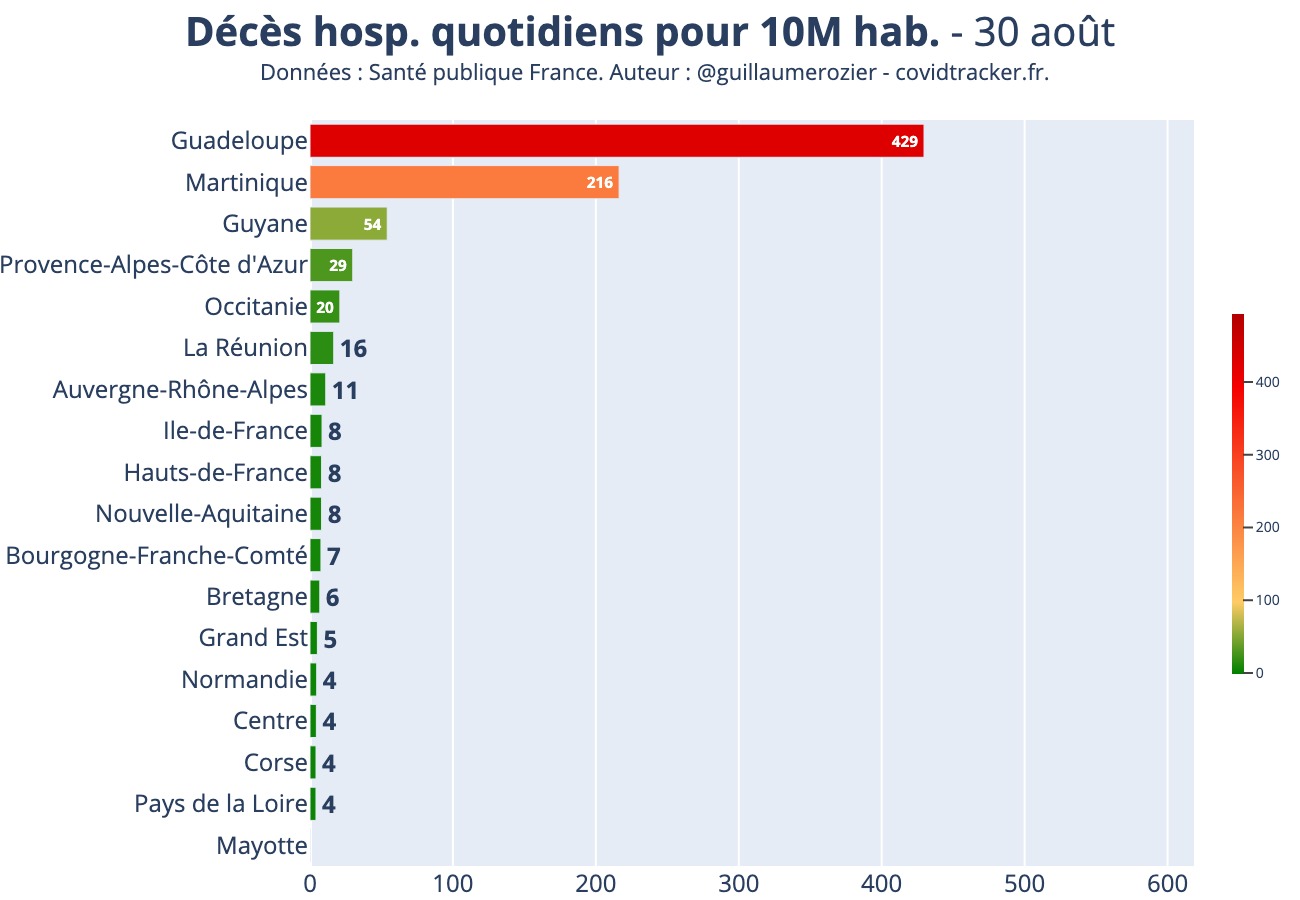 Décès hosp. quotidiens pour 10M hab. - 30 août
Données : Santé publique France. Auteur : @guillaumerozier - covidtracker.fr.
Guadeloupe 429
Martinique 216
Guyane 54
Provence-Alpes-Côte d'Azur 29
Occitanie 20
La Réunion 16
Auvergne-Rhône-Alpes 11
Ile-de-France 8
Hauts-de-France 8
Nouvelle-Aquitaine 8
Bourgogne-Franche-Comté 7
Bretagne 6
Grand Est 5
Normandie 4
Centre 4
Corse 4
Pays de la Loire 4
Mayotte
0 100 200 300 400 500 600
400
300
200
100
0